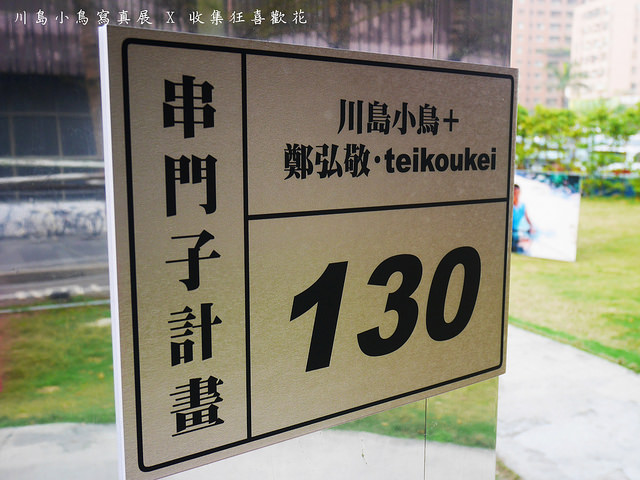 川島小鳥寫真展 X 收集狂喜歡花
串門子計畫
川島小鳥+
鄭弘敬·teikoukei
130